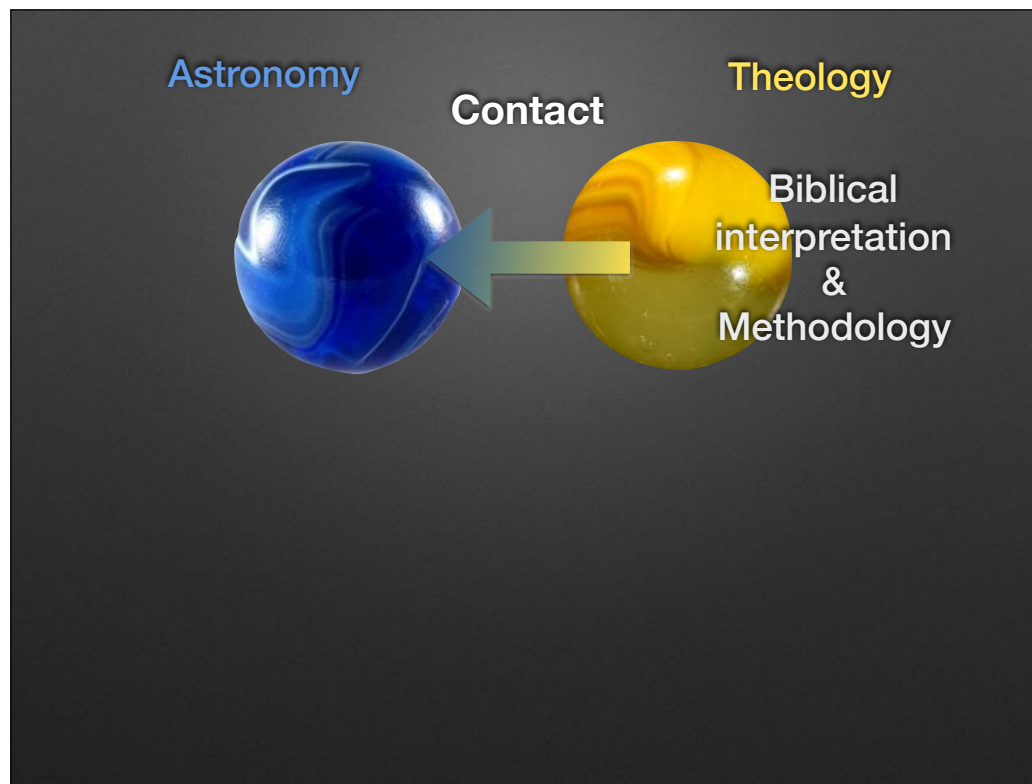 Astronomy
Theology
Contact
Biblical
interpretation
&
Methodology